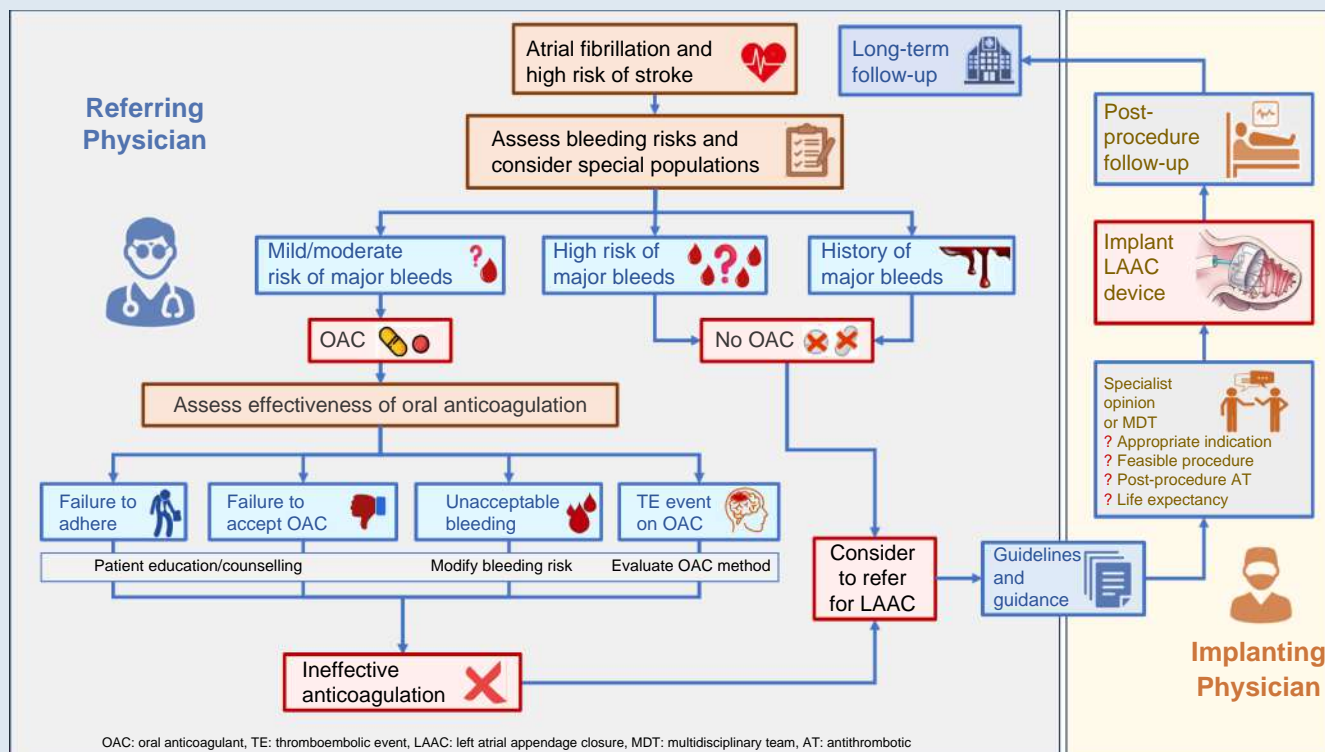 Atrial fibrillation and
high risk of stroke
Long-term
follow-up
Referring
Physician
Assess bleeding risks and
consider special populations
Post-
procedure
follow-up
Mild/moderate
risk of major bleeds
?
High risk of
major bleeds
?
History of
major bleeds
Implant
LAAC
device
OAC
No OAC
Assess effectiveness of oral anticoagulation
Specialist
opinion
or MDT
? Appropriate indication
? Feasible procedure
? Post-procedure AT
? Life expectancy
Failure to
adhere
Failure to
accept OAC
Unacceptable
bleeding
TE event
on OAC
Patient education/counselling
Modify bleeding risk
Evaluate OAC method
Consider
to refer
for LAAC
Guidelines
and
guidance
Ineffective
anticoagulation
Implanting
Physician
OAC: oral anticoagulant, TE: thromboembolic event, LAAC: left atrial appendage closure, MDT: multidisciplinary team, AT: antithrombotic